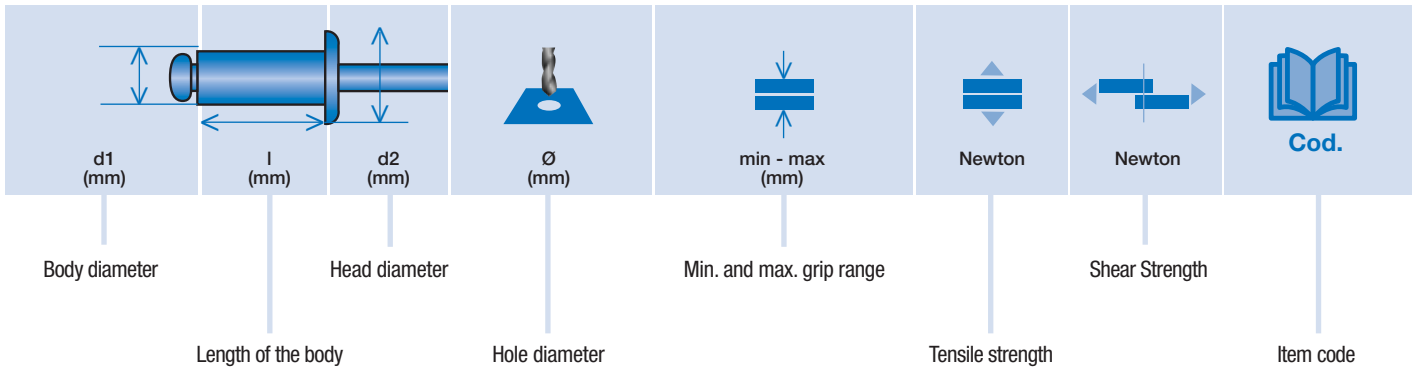 Cod.
d1
(mm)
l
(mm)
d2
(mm)
Ø
(mm)
min - max
(mm)
Newton
Newton
Body diameter
Head diameter
Min. and max. grip range
Shear Strength
Length of the body
Hole diameter
Tensile strength
Item code